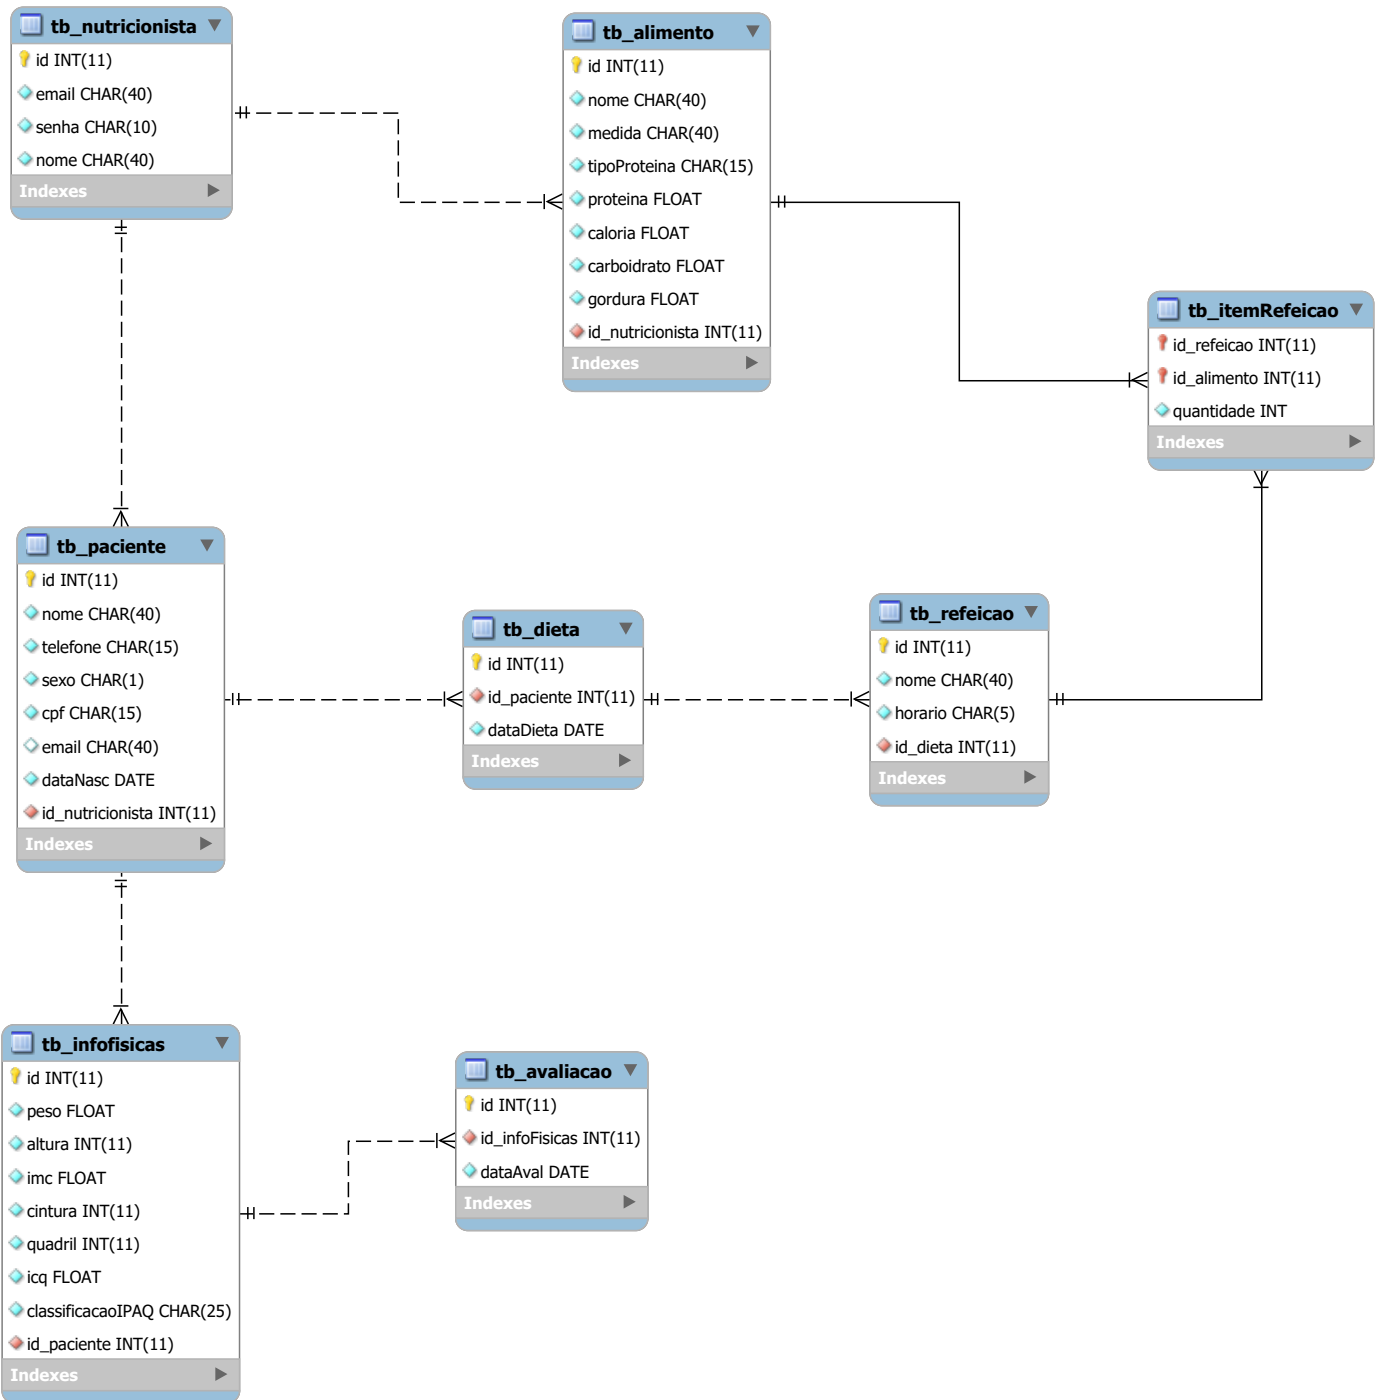 tb_nutricionista
id INT(11)
email CHAR(40)
senha CHAR(10)
nome CHAR(40)
Indexes
tb_alimento
id INT(11)
nome CHAR(40)
medida CHAR(40)
tipoProteina CHAR(15)
proteina FLOAT
caloria FLOAT
carboidrato FLOAT
gordura FLOAT
id_nutricionista INT(11)
Indexes
tb_itemRefeicao
id_refeicao INT(11)
id_alimento INT(11)
quantidade INT
Indexes
tb_paciente
id INT(11)
nome CHAR(40)
telefone CHAR(15)
sexo CHAR(1)
cpf CHAR(15)
email CHAR(40)
dataNasc DATE
id_nutricionista INT(11)
Indexes
tb_dieta
id INT(11)
id_paciente INT(11)
dataDieta DATE
Indexes
tb_refeicao
id INT(11)
nome CHAR(40)
horario CHAR(5)
id_dieta INT(11)
Indexes
tb_infofisicas
id INT(11)
peso FLOAT
altura INT(11)
imc FLOAT
cintura INT(11)
quadril INT(11)
icq FLOAT
classificacaoIPAQ CHAR(25)
id_paciente INT(11)
Indexes
tb_avaliacao
id INT(11)
id_infoFisicas INT(11)
dataAval DATE
Indexes